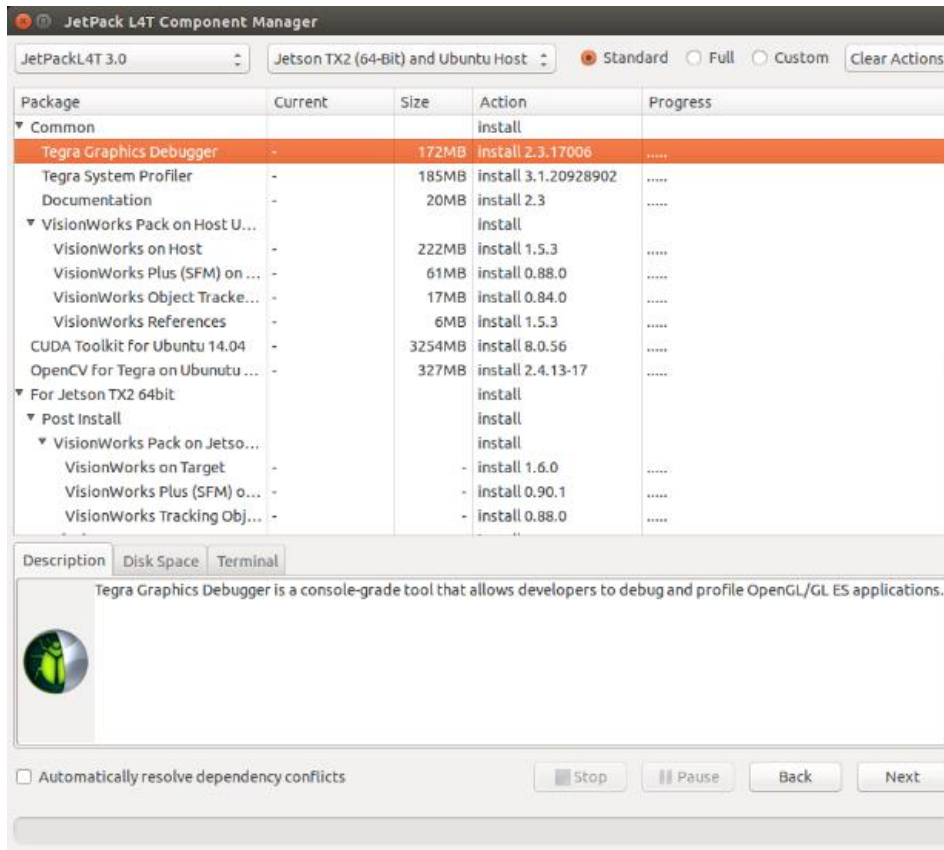 JetPack L4T Component Manager
JetPackL4T 3.0 Jetson TX2 (64-Bit) and Ubuntu Host Standard Full Custom Clear Actions
Package Current Size Action Progress
Common install
Tegra Graphics Debugger - 172MB install 2.3.17006 .....
Tegra System Profiler - 185MB install 3.1.20928902 .....
Documentation - 20MB install 2.3 .....
VisionWorks Pack on Host U... install
VisionWorks on Host - 222MB install 1.5.3 .....
VisionWorks Plus (SFM) on ... - 61MB install 0.88.0 .....
VisionWorks Object Tracke... - 17MB install 0.84.0 .....
VisionWorks References - 6MB install 1.5.3 .....
CUDA Toolkit for Ubuntu 14.04 - 3254MB install 8.0.56 .....
OpenCV for Tegra on Ubunutu ... - 327MB install 2.4.13-17 .....
For Jetson TX2 64bit install
Post Install install
VisionWorks Pack on Jetso... install
VisionWorks on Target - - install 1.6.0 .....
VisionWorks Plus (SFM) o... - - install 0.90.1 .....
VisionWorks Tracking Obj... - - install 0.88.0 .....
Description Disk Space Terminal
Tegra Graphics Debugger is a console-grade tool that allows developers to debug and profile OpenGL/GL ES applications.
Automatically resolve dependency conflicts Stop Pause Back Next